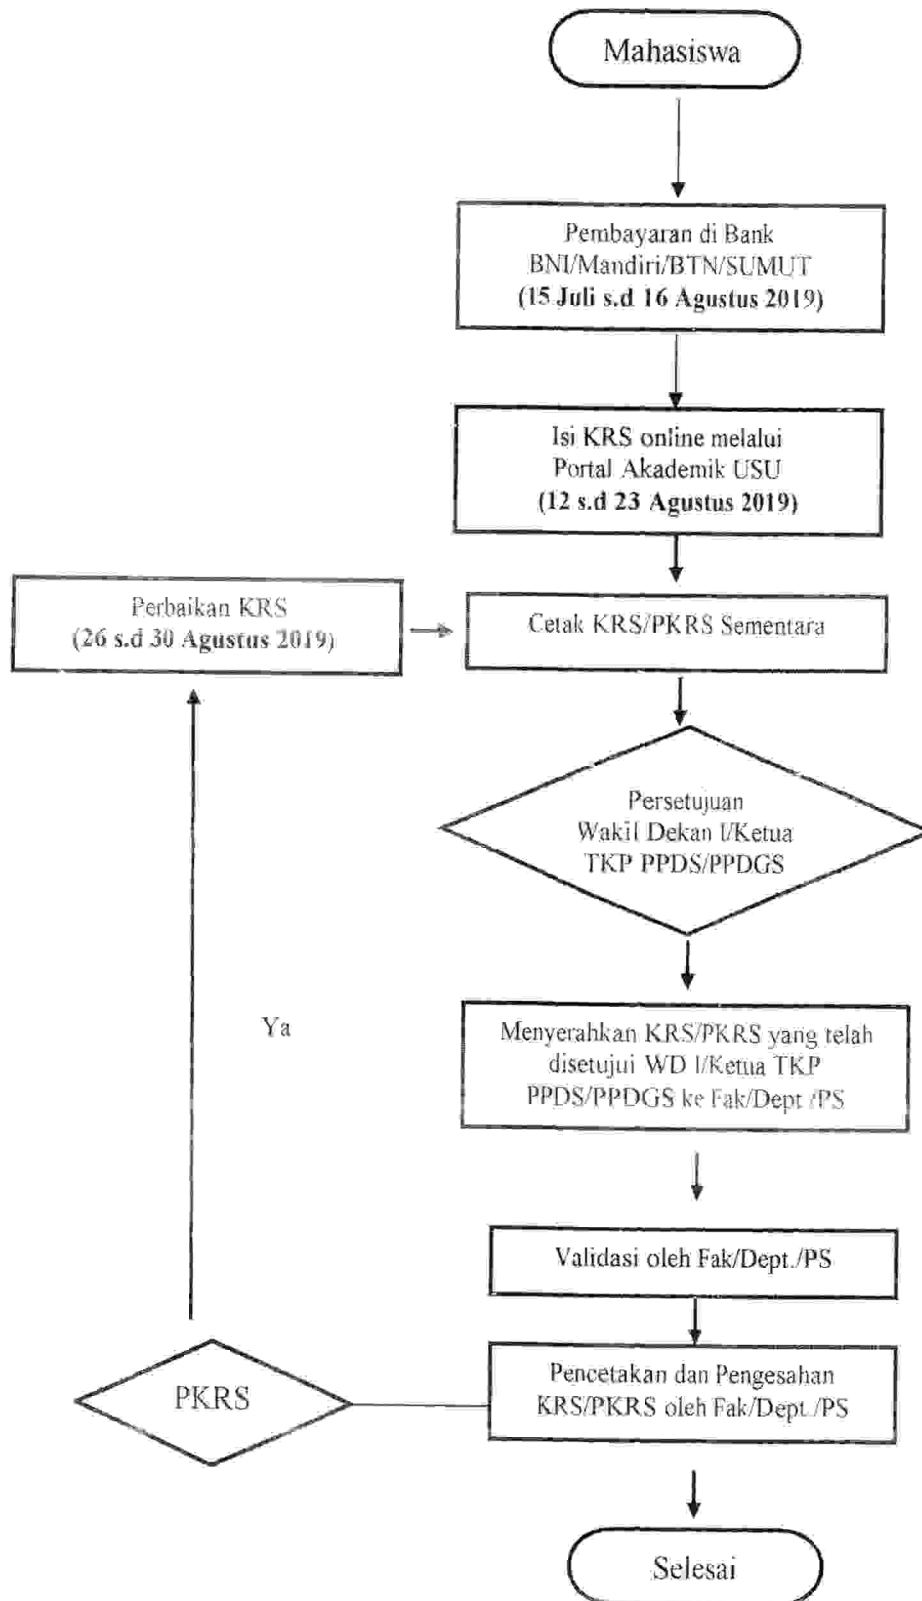 Mahasiswa
Pembayaran di Bank
BNI/Mandiri/BTN/SUMUT
(15 Juli s.d 16 Agustus 2019)
Isi KRS online melalui
Portal Akademik USU
(12 s.d 23 Agustus 2019)
Perbaikan KRS
(26 s.d 30 Agustus 2019)
Cetak KRS/PKRS Sementara
Persetujuan
Wakil Dekan I/Ketua
TKP PPDS/PPDGS
Ya
Menyerahkan KRS/PKRS yang telah
disetujui WD I/Ketua TKP
PPDS/PPDGS ke Fak/Dept./PS
Validasi oleh Fak/Dept./PS
PKRS
Pencetakan dan Pengesahan
KRS/PKRS oleh Fak/Dept./PS
Selesai